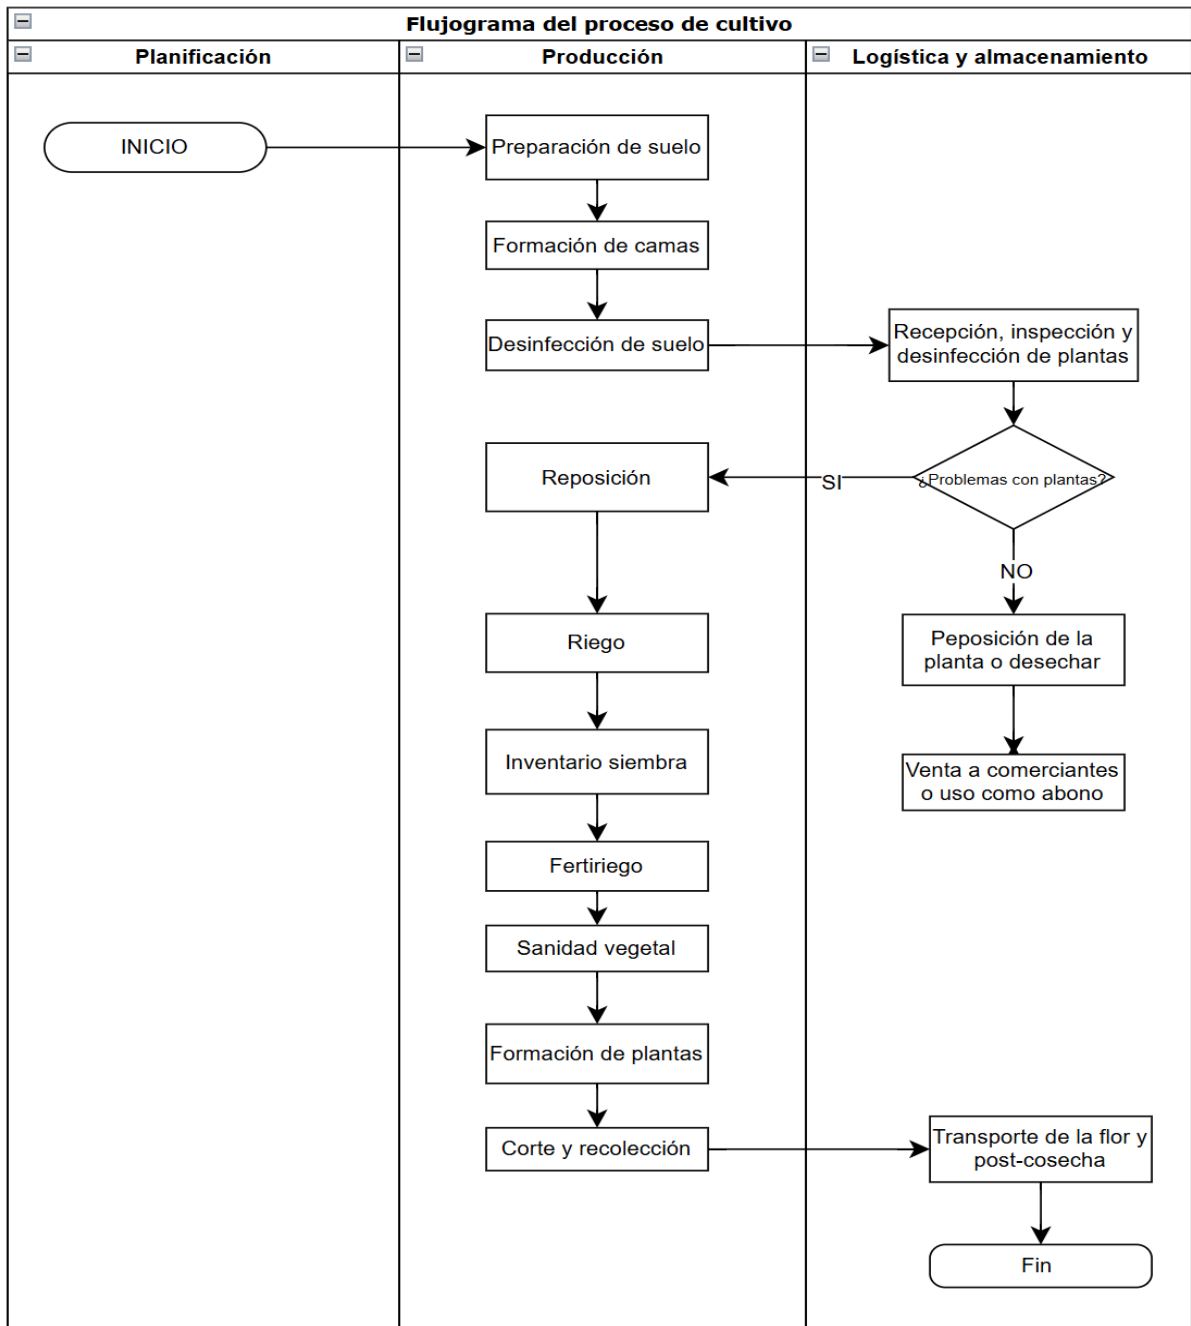 Flujograma del proceso de cultivo
Planificación
Producción
Logística y almacenamiento
INICIO
Preparación de suelo
Formación de camas
Desinfección de suelo
Recepción, inspección y
desinfección de plantas
¿Problemas con plantas?
SI
Reposición
NO
Peposición de la
planta o desechar
Riego
Venta a comerciantes
o uso como abono
Inventario siembra
Fertiriego
Sanidad vegetal
Formación de plantas
Corte y recolección
Transporte de la flor y
post-cosecha
Fin